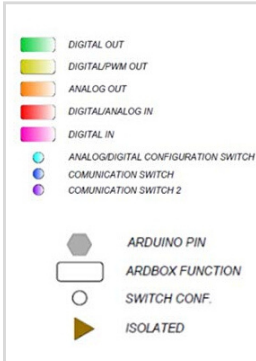 DIGITAL OUT
DIGITAL/PWM OUT
ANALOG OUT
DIGITAL/ANALOG IN
DIGITAL IN
ANALOG/DIGITAL CONFIGURATION SWITCH
COMUNICATION SWITCH
COMUNICATION SWITCH 2
ARDUINO PIN
ARDBOX FUNCTION
SWITCH CONF.
ISOLATED